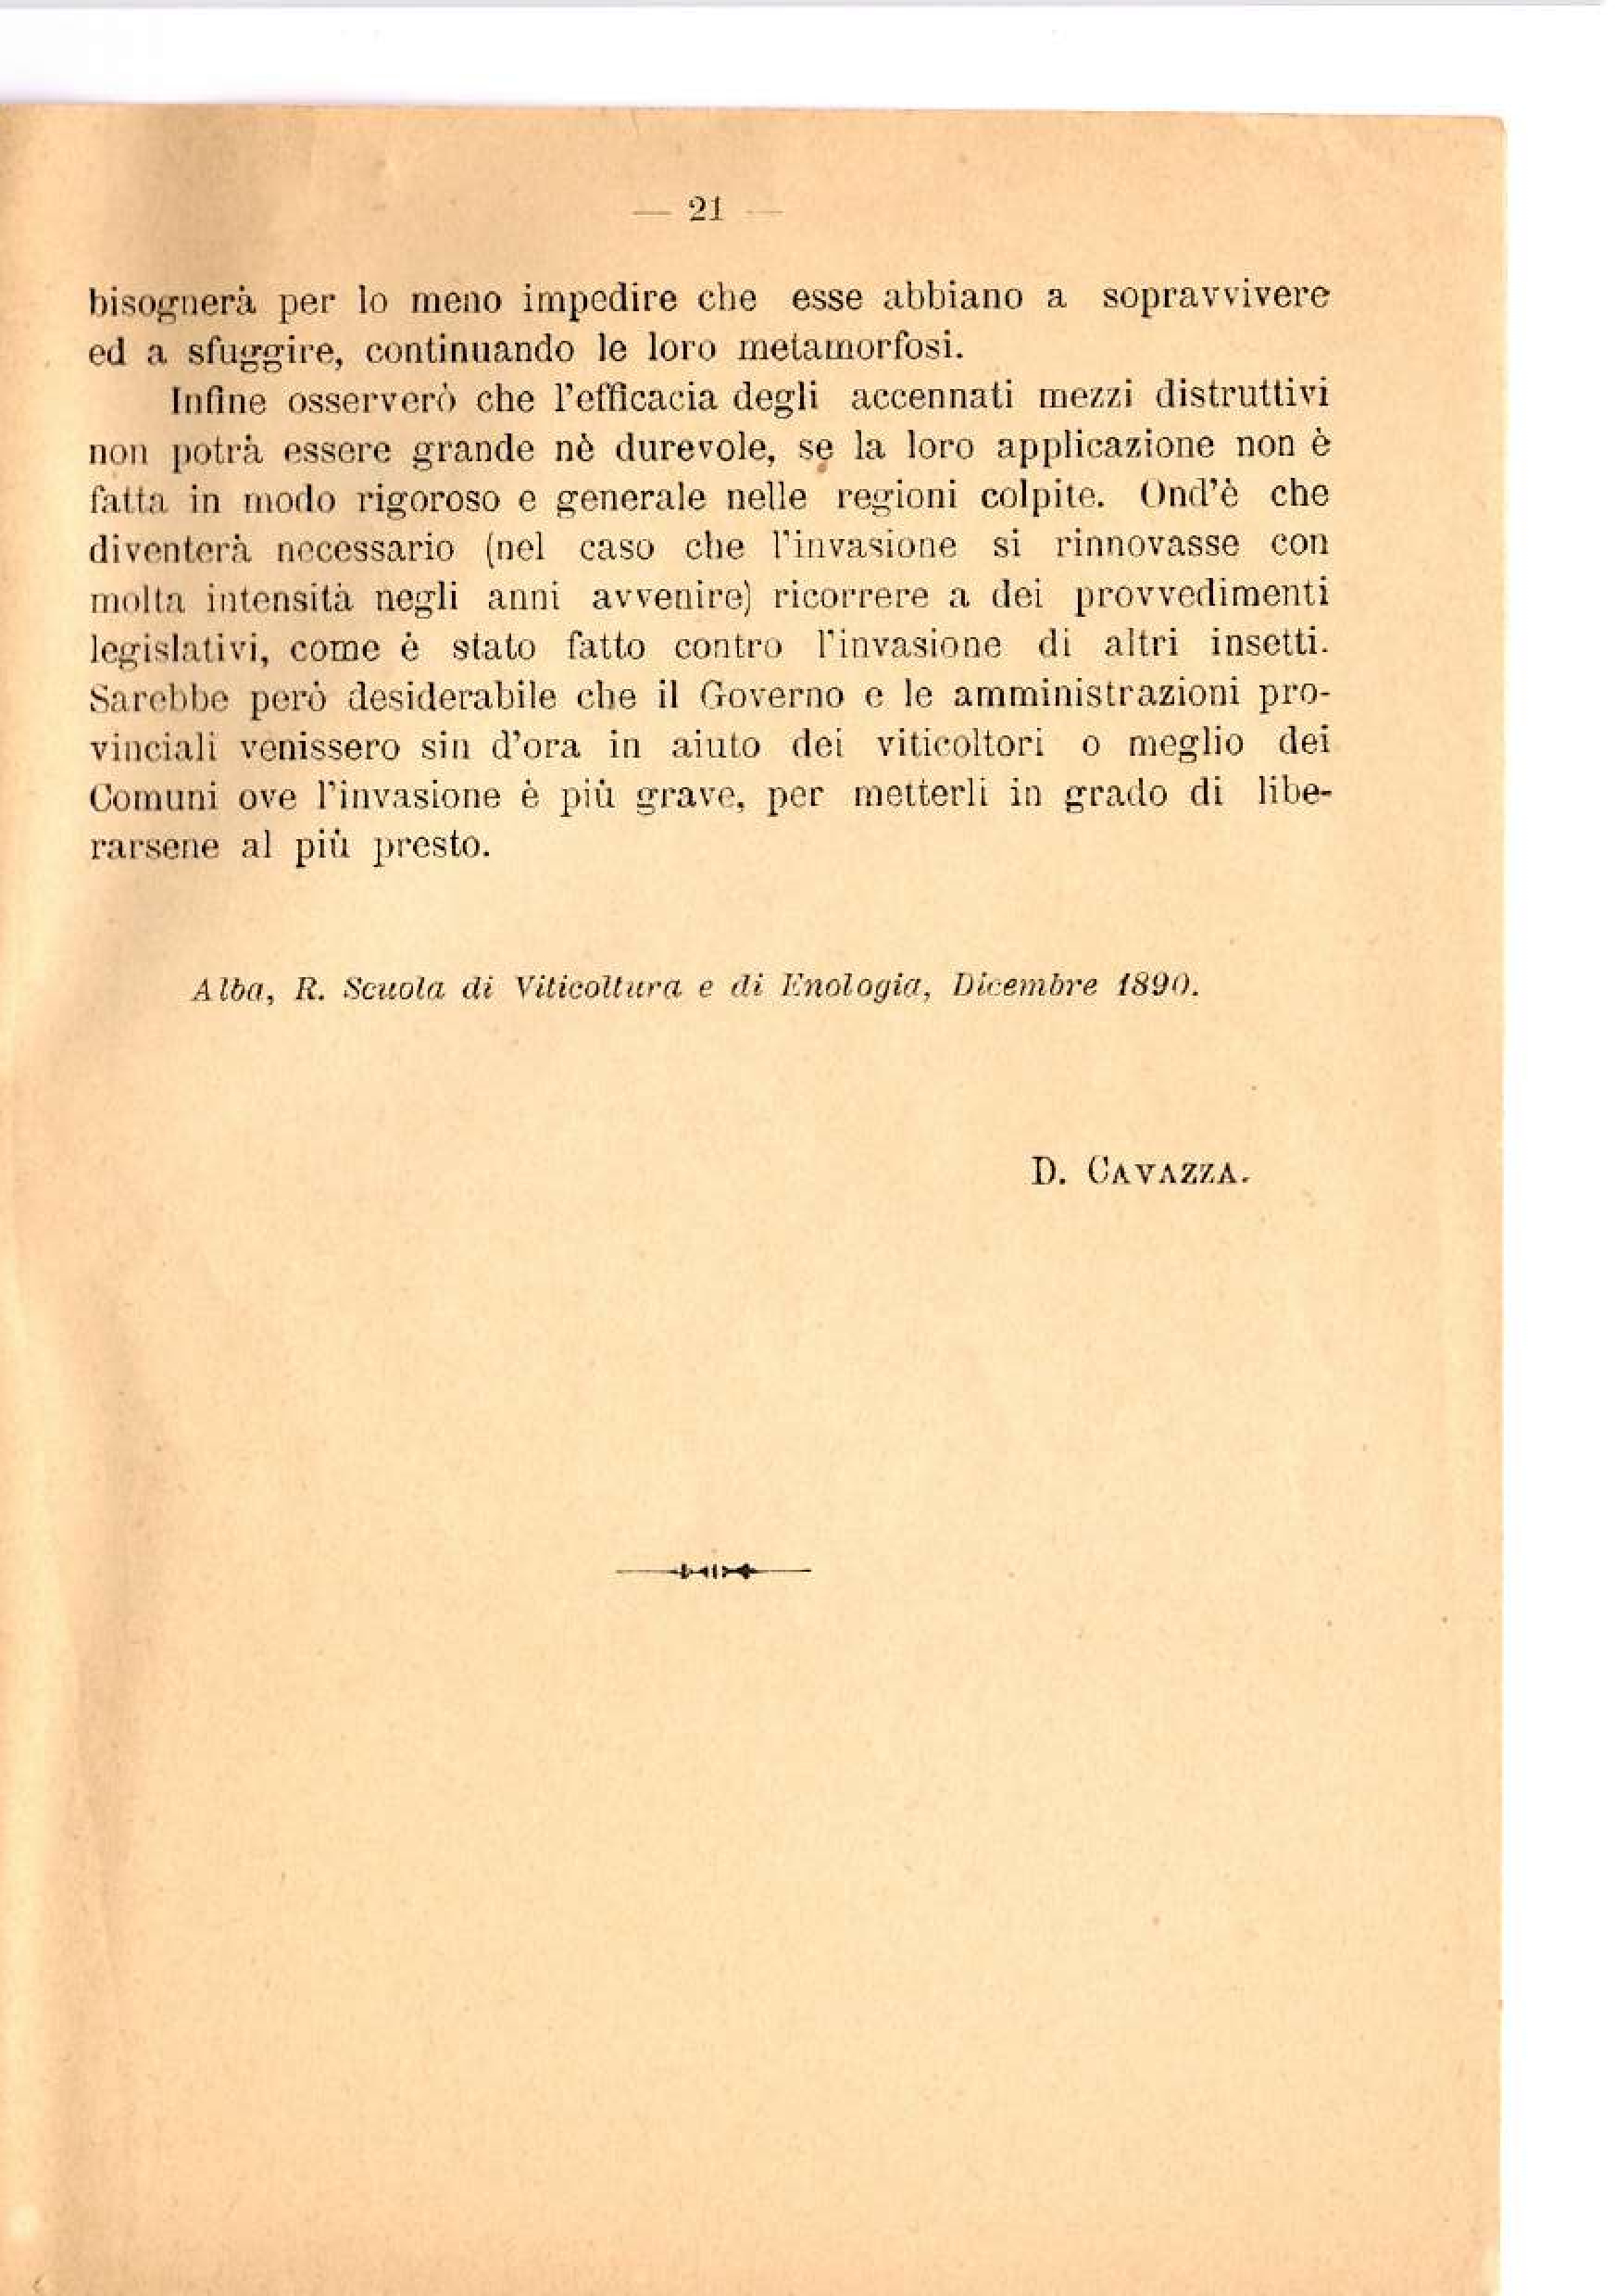 — 21 —
bisognerà per lo meno impedire che esse abbiano a sopravvivere
ed a sfuggire, continuando le loro metamorfosi.
Infine osserverò che l'efficacia degli accennati mezzi distruttivi
non potrà essere grande nè durevole, se la loro applicazione non è
fatta in modo rigoroso e generale nelle regioni colpite. Ond'è che
diventerà necessario (nel caso che l'invasione si rinnovasse con
molta intensità negli anni avvenire) ricorrere a dei provvedimenti
legislativi, come è stato fatto contro l'invasione di altri insetti.
Sarebbe però desiderabile che il Governo e le amministrazioni pro-
vinciali venissero sin d'ora in aiuto dei viticoltori o meglio dei
Comuni ove l'invasione è più grave, per metterli in grado di libe-
rarsene al più presto.
Alba, R. Scuola di Viticoltura e di Enologia, Dicembre 1890.
D. CAVAZZA.